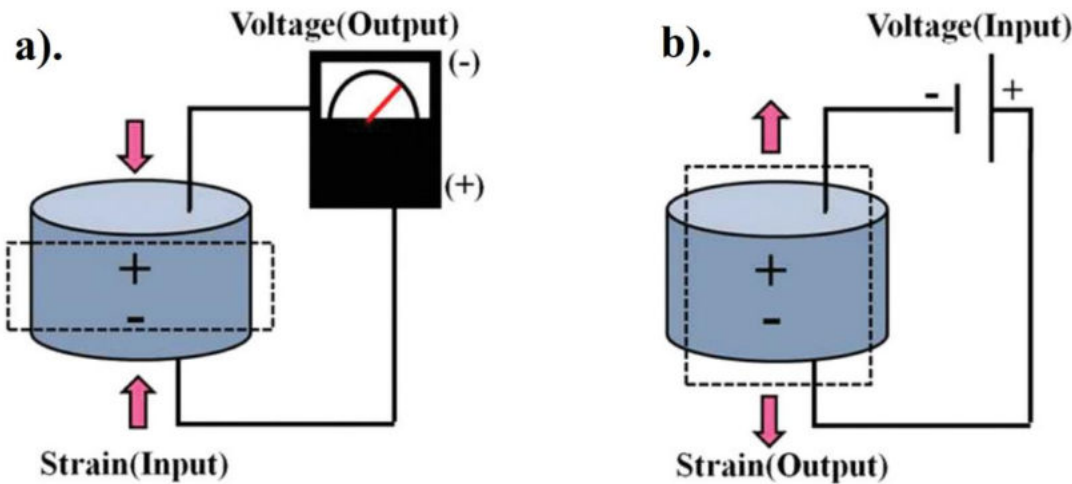 a).
Voltage(Output)
(-)
(+)
+
-
Strain(Input)
b).
Voltage(Input)
- +
+
-
Strain(Output)